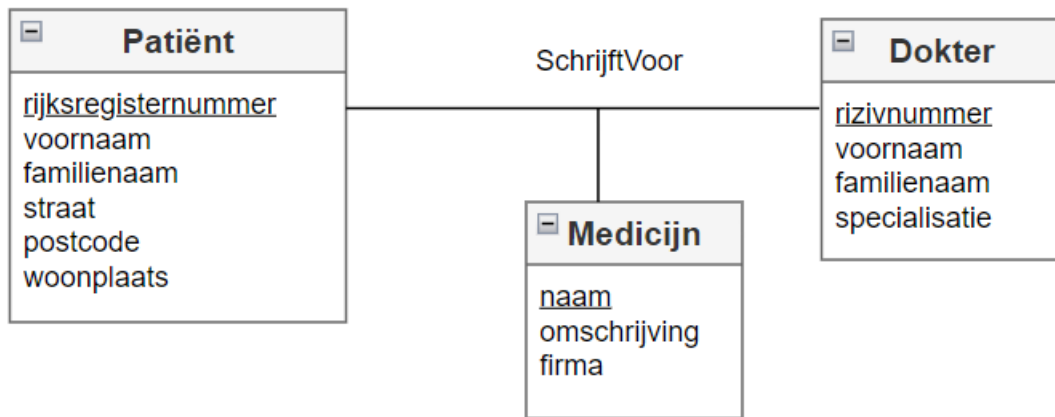 Patiënt
rijksregisternummer
voornaam
familienaam
straat
postcode
woonplaats
SchrijftVoor
Dokter
rizivnummer
voornaam
familienaam
specialisatie
Medicijn
naam
omschrijving
firma